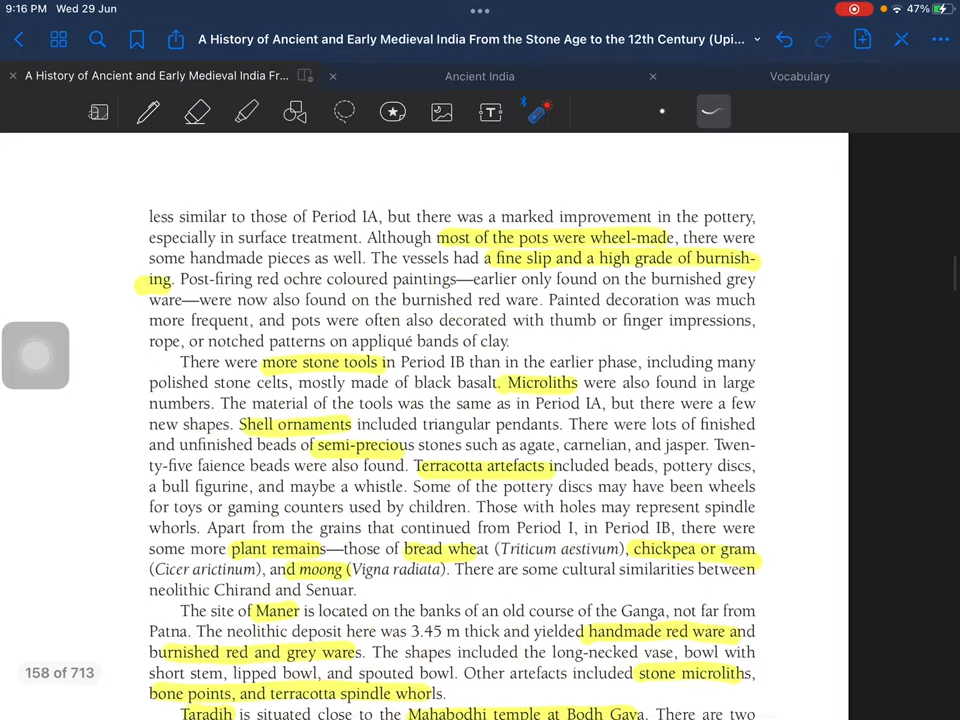 9:16 PM Wed 29 Jun
47%
A History of Ancient and Early Medieval India From the Stone Age to the 12th Century (Upi...
A History of Ancient and Early Medieval India Fr...
Ancient India
Vocabulary
less similar to those of Period IA, but there was a marked improvement in the pottery,
especially in surface treatment. Although most of the pots were wheel-made, there were
some handmade pieces as well. The vessels had a fine slip and a high grade of burnish-
ing. Post-firing red ochre coloured paintings—earlier only found on the burnished grey
ware—were now also found on the burnished red ware. Painted decoration was much
more frequent, and pots were often also decorated with thumb or finger impressions,
rope, or notched patterns on appliqué bands of clay.
There were more stone tools in Period IB than in the earlier phase, including many
polished stone celts, mostly made of black basalt. Microliths were also found in large
numbers. The material of the tools was the same as in Period IA, but there were a few
new shapes. Shell ornaments included triangular pendants. There were lots of finished
and unfinished beads of semi-precious stones such as agate, carnelian, and jasper. Twen-
ty-five faience beads were also found. Terracotta artefacts included beads, pottery discs,
a bull figurine, and maybe a whistle. Some of the pottery discs may have been wheels
for toys or gaming counters used by children. Those with holes may represent spindle
whorls. Apart from the grains that continued from Period I, in Period IB, there were
some more plant remains—those of bread wheat (Triticum aestivum), chickpea or gram
(Cicer arictinum), and moong (Vigna radiata). There are some cultural similarities between
neolithic Chirand and Senuar.
The site of Maner is located on the banks of an old course of the Ganga, not far from
Patna. The neolithic deposit here was 3.45 m thick and yielded handmade red ware and
burnished red and grey wares. The shapes included the long-necked vase, bowl with
short stem, lipped bowl, and spouted bowl. Other artefacts included stone microliths,
bone points, and terracotta spindle whorls.
Taradih is situated close to the Mahabodhi temple at Bodh Gaya. There are two
158 of 713